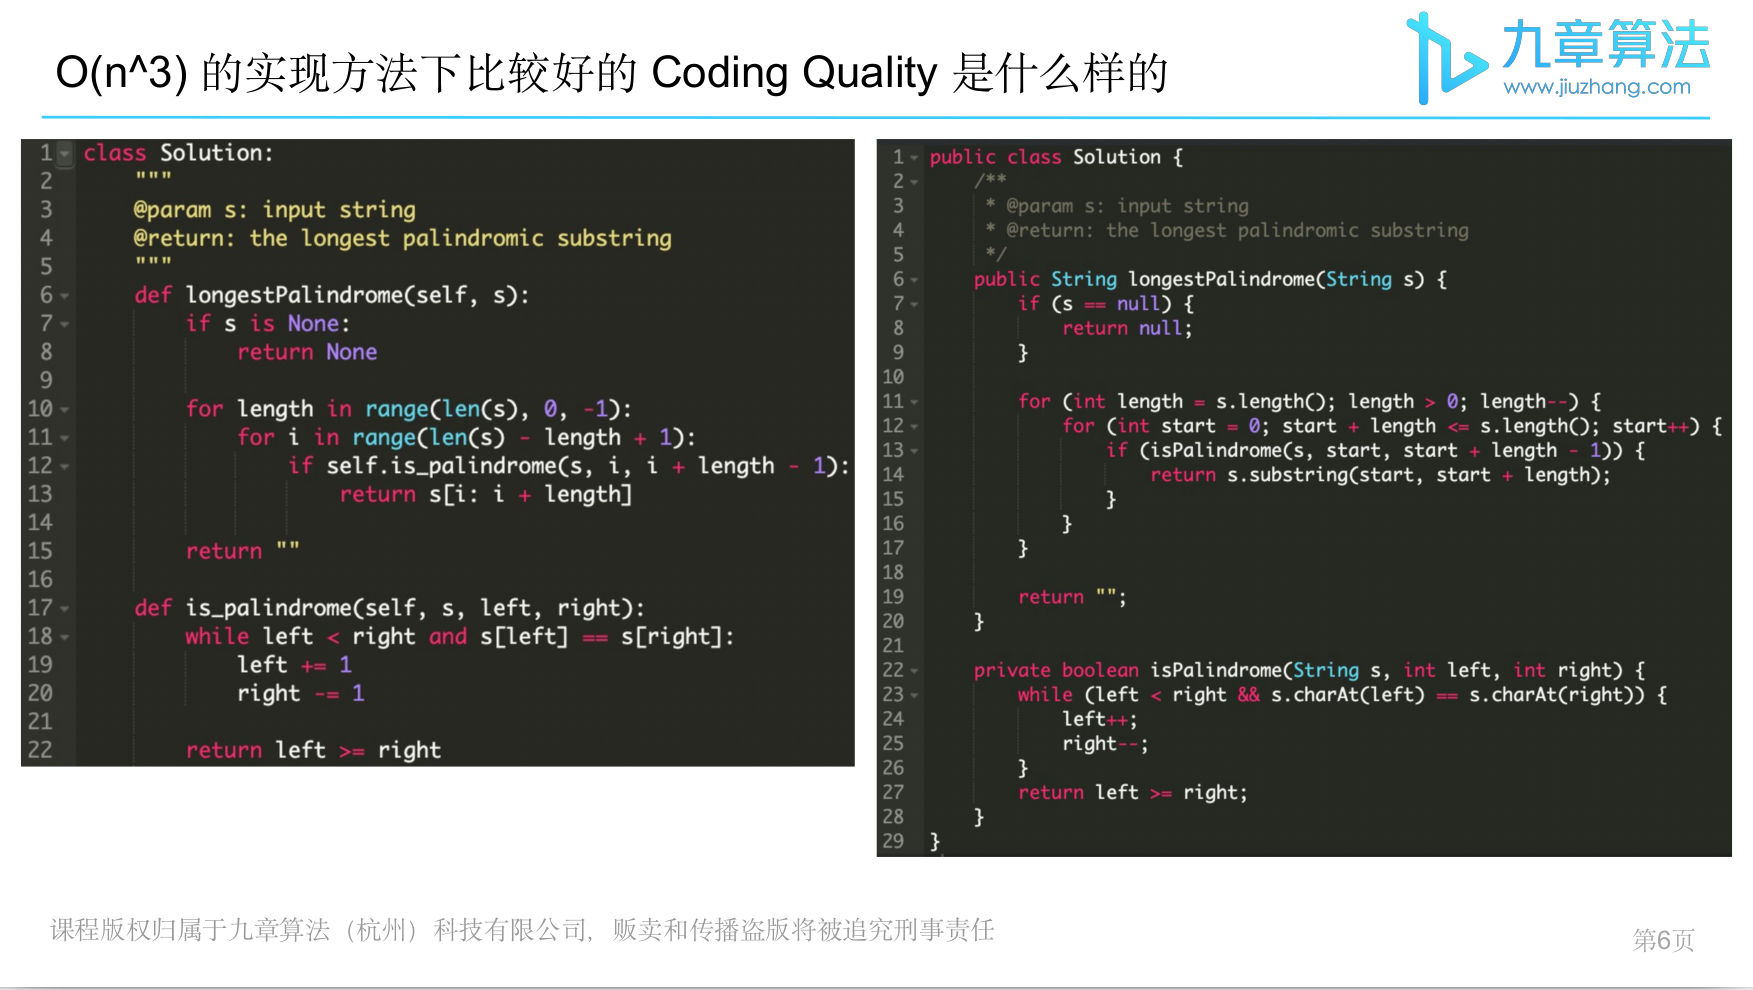 O(n^3) 的实现方法下比较好的 Coding Quality 是什么样的
九章算法
www.jiuzhang.com
1 class Solution:
2     """
3     @param s: input string
4     @return: the longest palindromic substring
5     """
6     def longestPalindrome(self, s):
7         if s is None:
8             return None
9
10         for length in range(len(s), 0, -1):
11             for i in range(len(s) - length + 1):
12                 if self.is_palindrome(s, i, i + length - 1):
13                     return s[i: i + length]
14
15         return ""
16
17     def is_palindrome(self, s, left, right):
18         while left < right and s[left] == s[right]:
19             left += 1
20             right -= 1
21
22         return left >= right
1 public class Solution {
2     /**
3      * @param s: input string
4      * @return: the longest palindromic substring
5      */
6     public String longestPalindrome(String s) {
7         if (s == null) {
8             return null;
9         }
10
11         for (int length = s.length(); length > 0; length--) {
12             for (int start = 0; start + length <= s.length(); start++) {
13                 if (isPalindrome(s, start, start + length - 1)) {
14                     return s.substring(start, start + length);
15                 }
16             }
17         }
18
19         return "";
20     }
21
22     private boolean isPalindrome(String s, int left, int right) {
23         while (left < right && s.charAt(left) == s.charAt(right)) {
24             left++;
25             right--;
26         }
27         return left >= right;
28     }
29 }
课程版权归属于九章算法（杭州）科技有限公司，贩卖和传播盗版将被追究刑事责任
第6页